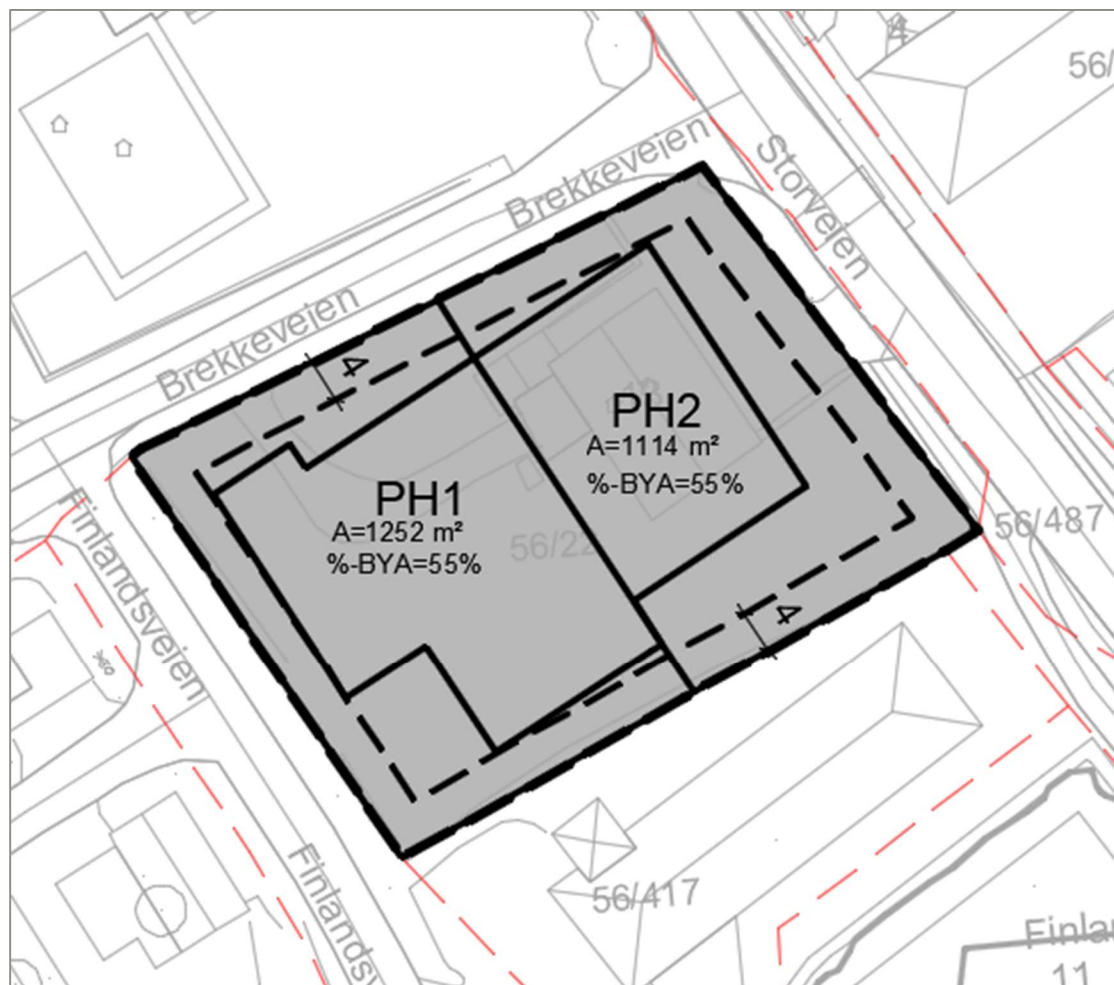 56/
Storveien
Brekkeveien
Brekkeveien
4
PH2
A=1114 m²
%-BYA=55%
PH1
A=1252 m²
%-BYA=55%
56/22
56/487
Finlandsveien
4
56/417
Finlandsv
Finla
11